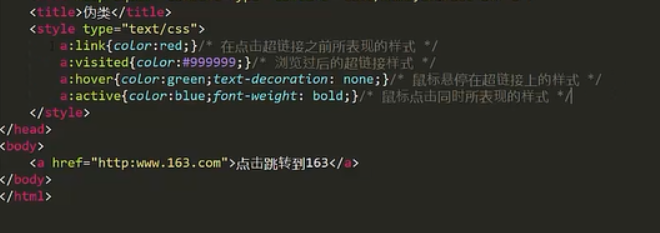 <title>伪类</title>
<style type="text/css">
a:link{color:red;}/* 在点击超链接之前所表现的样式 */
a:visited{color:#999999;}/* 浏览过后的超链接样式 */
a:hover{color:green;text-decoration: none;}/* 鼠标悬停在超链接上的样式 */
a:active{color:blue;font-weight: bold;}/* 鼠标点击同时所表现的样式 */
</style>
</head>
<body>
<a href="http:www.163.com">点击跳转到163</a>
</body>
</html>